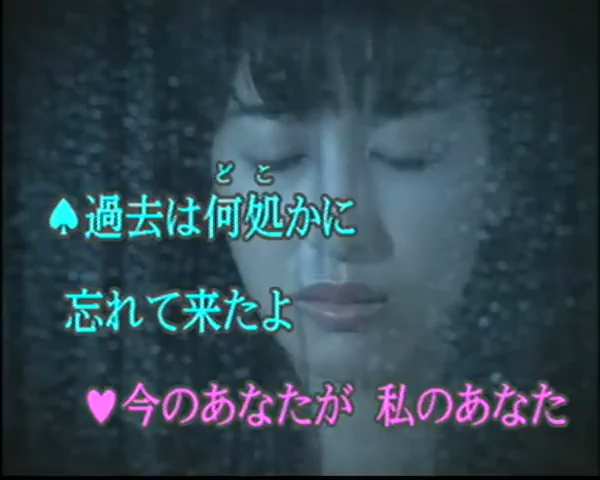 どこ
♠過去は何処かに
忘れて来たよ
♥今のあなたが 私のあなた